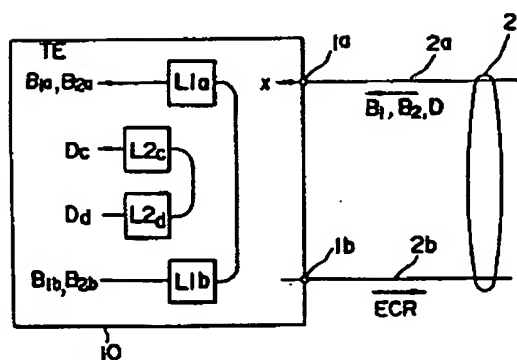 TE
1a
2a
2
B1a, B2a
L1a
x
B1, B2, D
Dc
L2c
Dd
L2d
1b
2b
B1b, B2b
L1b
ECR
10